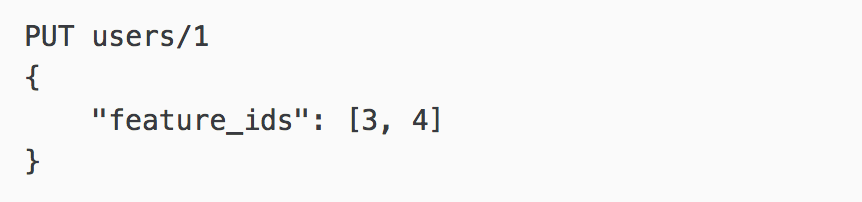 PUT users/1
{
    "feature_ids": [3, 4]
}